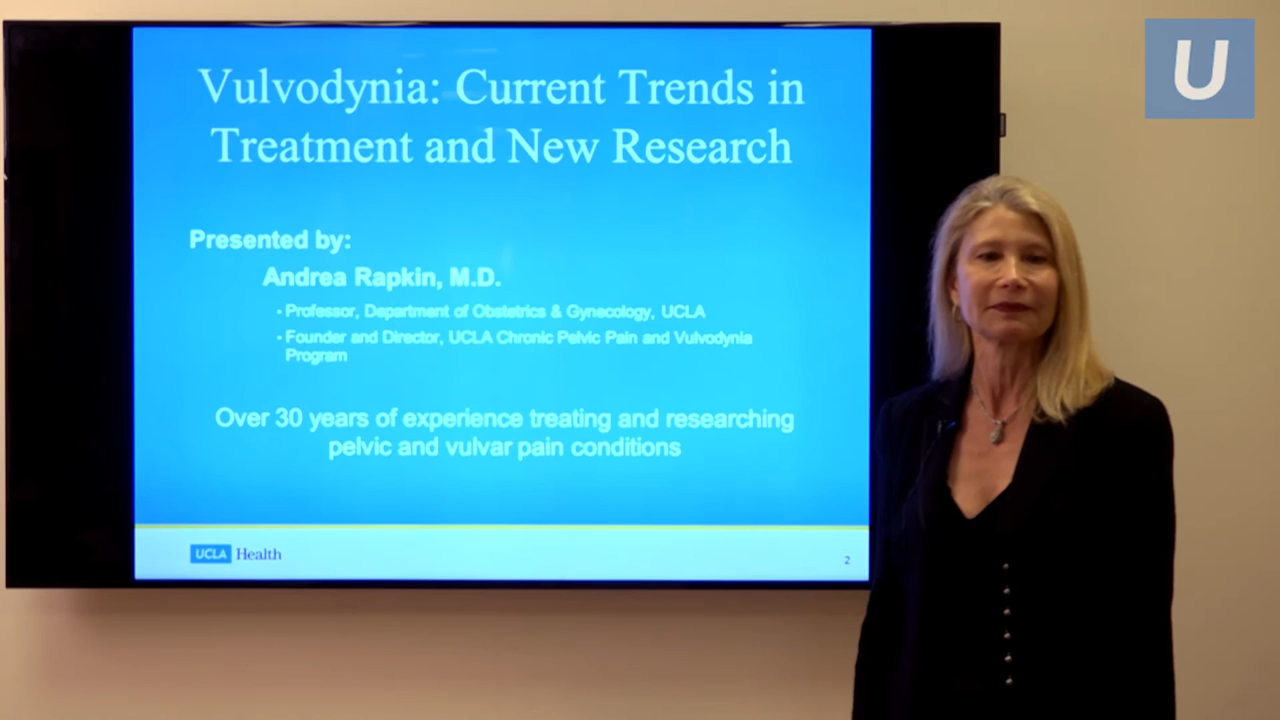 U
Vulvodynia: Current Trends in
Treatment and New Research
Presented by:
Andrea Rapkin, M.D.
• Professor, Department of Obstetrics & Gynecology, UCLA
• Founder and Director, UCLA Chronic Pelvic Pain and Vulvodynia
Program
Over 30 years of experience treating and researching
pelvic and vulvar pain conditions
UCLA Health
2